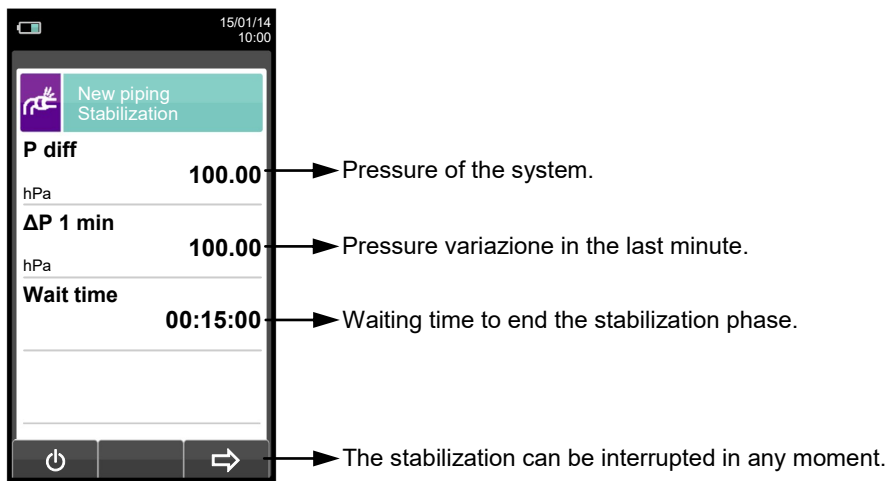 15/01/14
10:00
New piping
Stabilization
P diff
100.00
hPa
Pressure of the system.
ΔP 1 min
100.00
hPa
Pressure variazione in the last minute.
Wait time
00:15:00
Waiting time to end the stabilization phase.
The stabilization can be interrupted in any moment.